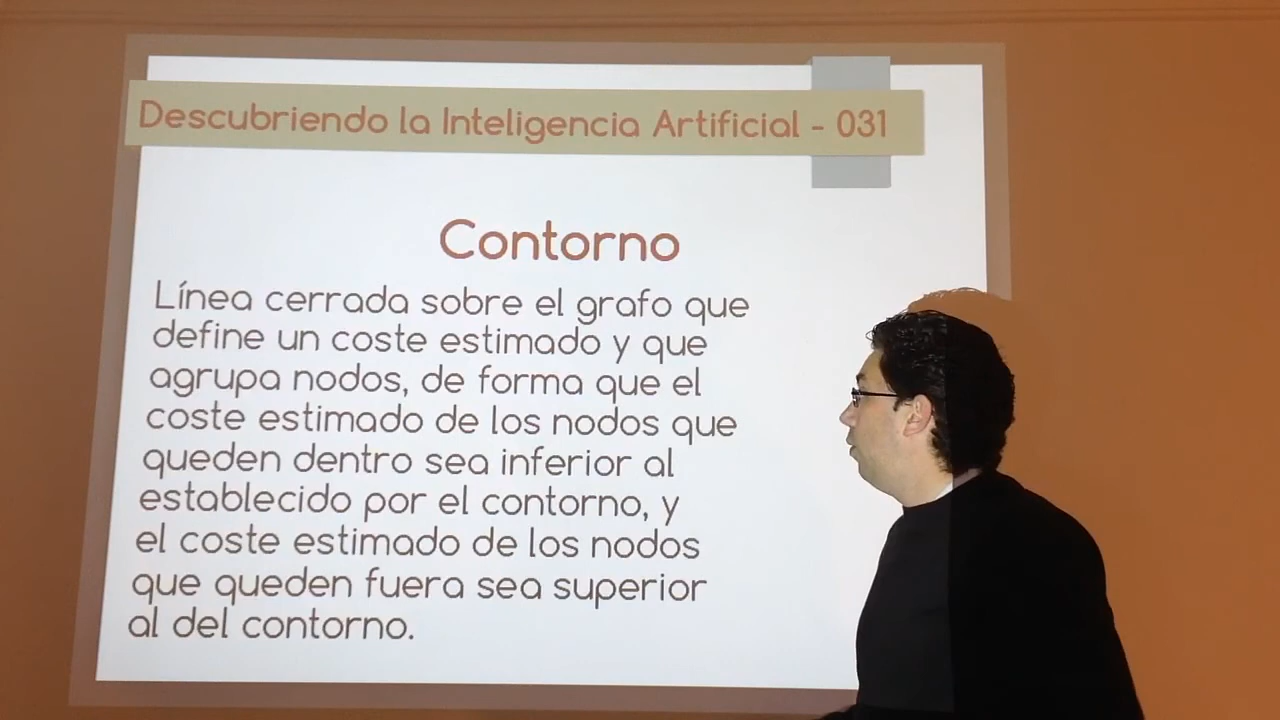 Descubriendo la Inteligencia Artificial - 031
Contorno
Línea cerrada sobre el grafo que
define un coste estimado y que
agrupa nodos, de forma que el
coste estimado de los nodos que
queden dentro sea inferior al
establecido por el contorno, y
el coste estimado de los nodos
que queden fuera sea superior
al del contorno.